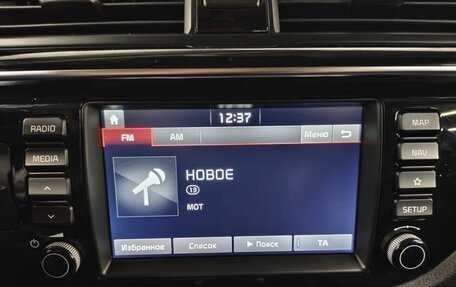 12:37
FM AM Меню
RADIO
MEDIA
MAP
NAV
SETUP
НОВОЕ
13
МОТ
Избранное Список Поиск TA